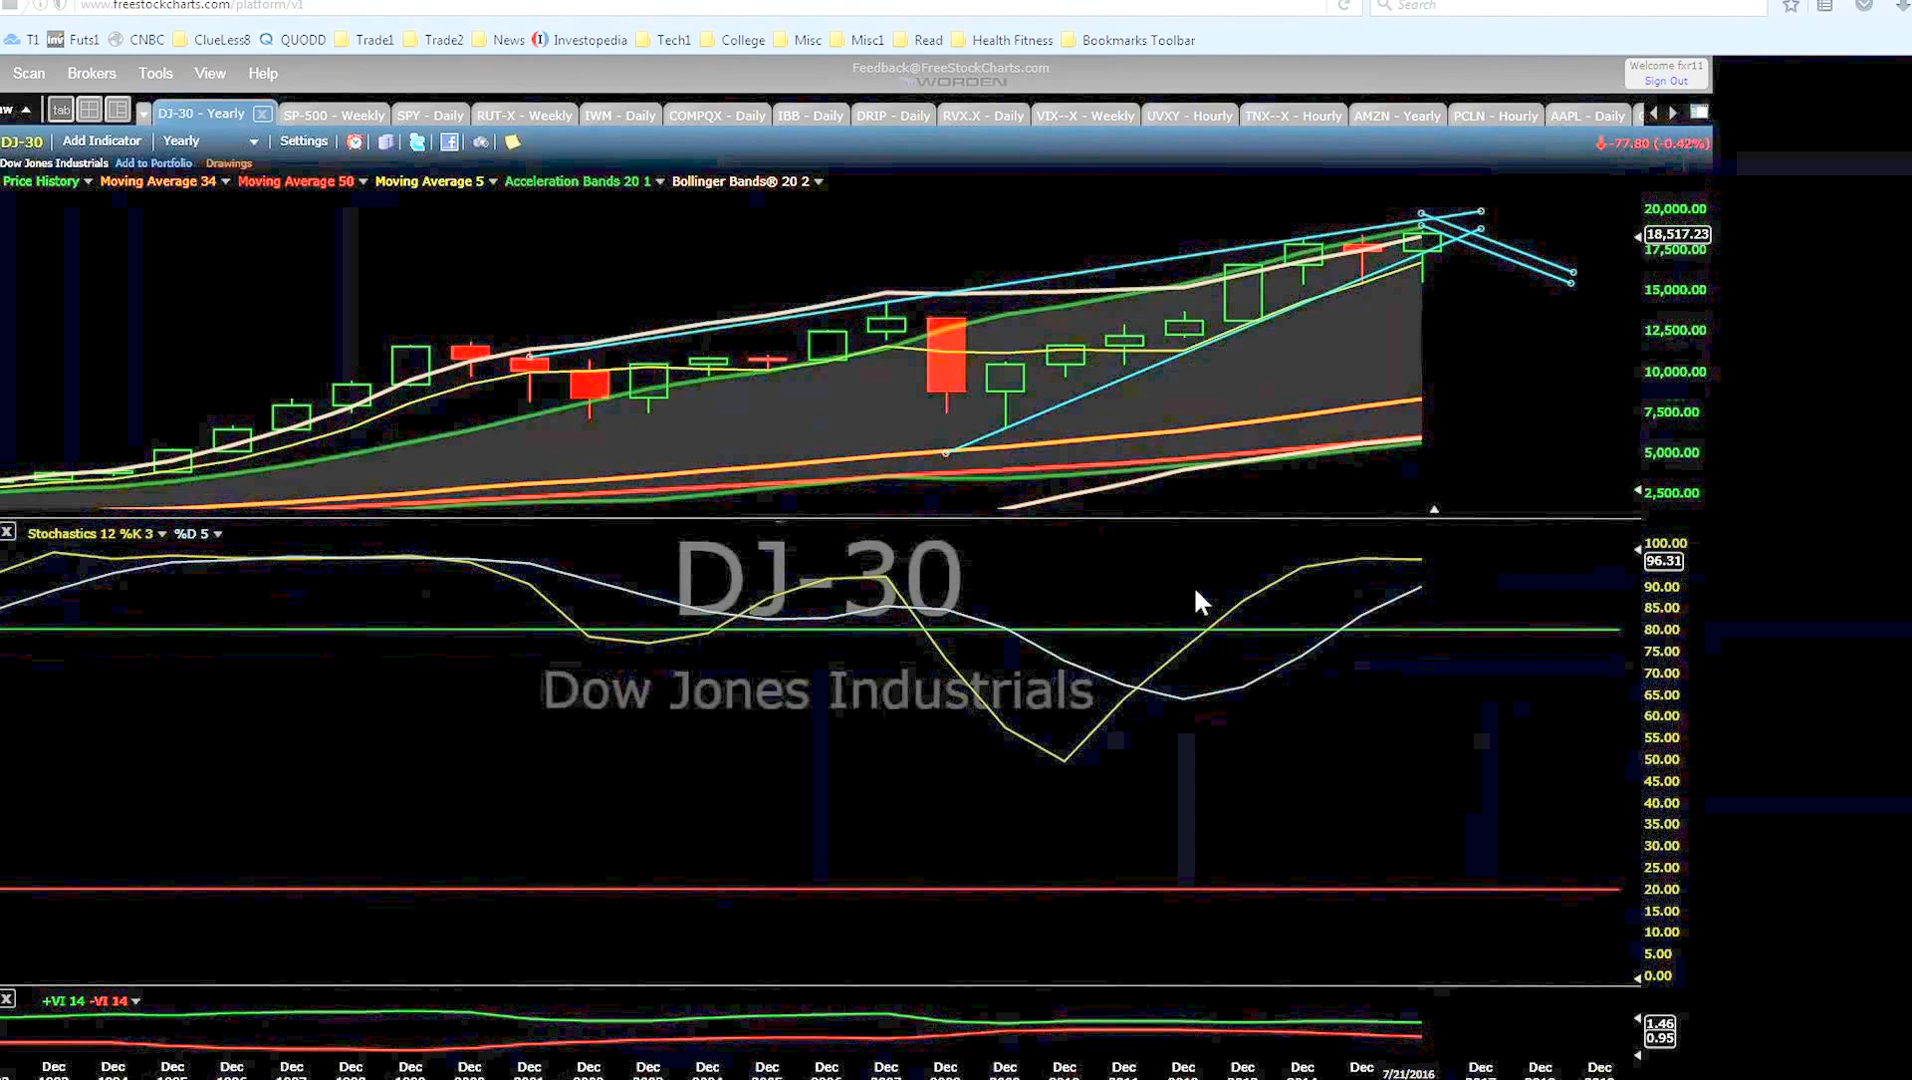 www.freestockcharts.com/platform/v1
Search
T1 Futs1 CNBC ClueLess8 QUODD Trade1 Trade2 News Investopedia Tech1 College Misc Misc1 Read Health Fitness Bookmarks Toolbar
Scan Brokers Tools View Help
Feedback@FreeStockCharts.com
WORDEN
Welcome fxr11
Sign Out
tab DJ-30 - Yearly SP-500 - Weekly SPY - Daily RUT-X - Weekly IWM - Daily COMPQX - Daily IBB - Daily DRIP - Daily RVX.X - Daily VIX--X - Weekly UVXY - Hourly TNX--X - Hourly AMZN - Yearly PCLN - Hourly AAPL - Daily
DJ-30 Add Indicator Yearly Settings
-77.80 (-0.42%)
Dow Jones Industrials Add to Portfolio Drawings
Price History Moving Average 34 Moving Average 50 Moving Average 5 Acceleration Bands 20 1 Bollinger Bands® 20 2
20,000.00
18,517.23
17,500.00
15,000.00
12,500.00
10,000.00
7,500.00
5,000.00
2,500.00
Stochastics 12 %K 3 %D 5
DJ-30
Dow Jones Industrials
100.00
96.31
90.00
85.00
80.00
75.00
70.00
65.00
60.00
55.00
50.00
45.00
40.00
35.00
30.00
25.00
20.00
15.00
10.00
5.00
0.00
+VI 14 -VI 14
1.46
0.95
Dec Dec Dec Dec Dec Dec Dec Dec Dec Dec Dec Dec Dec Dec Dec Dec Dec Dec Dec Dec Dec Dec Dec 7/21/2016 Dec Dec Dec